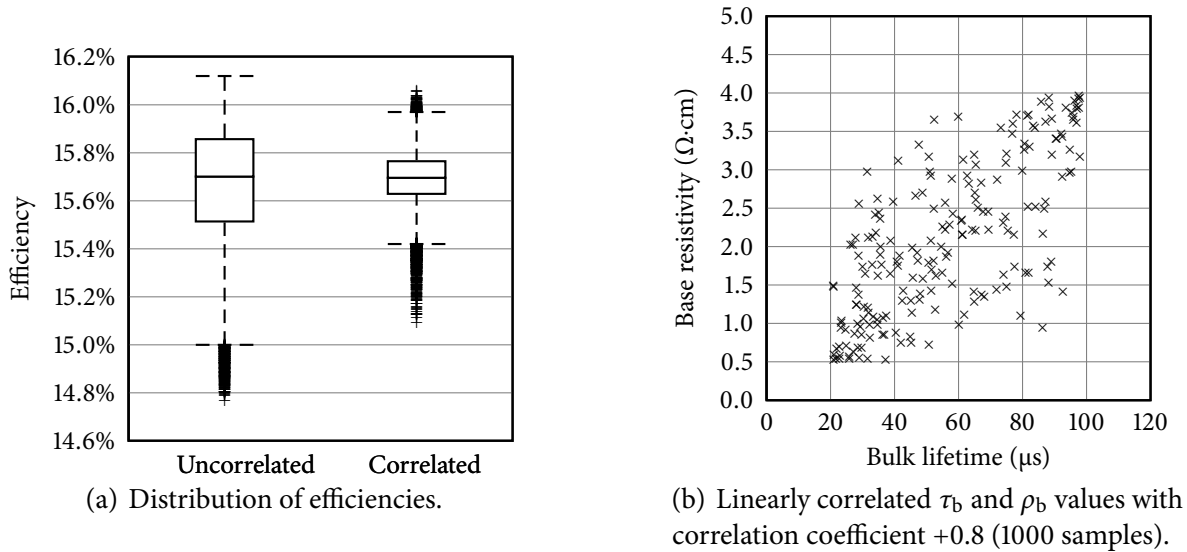 16.2%
16.0%
15.8%
15.6%
15.4%
15.2%
15.0%
14.8%
14.6%
Efficiency
Uncorrelated Correlated
(a) Distribution of efficiencies.
5.0
4.5
4.0
3.5
3.0
2.5
2.0
1.5
1.0
0.5
0.0
Base resistivity (Ω·cm)
0 20 40 60 80 100 120
Bulk lifetime (μs)
(b) Linearly correlated τb and ρb values with
correlation coefficient +0.8 (1000 samples).